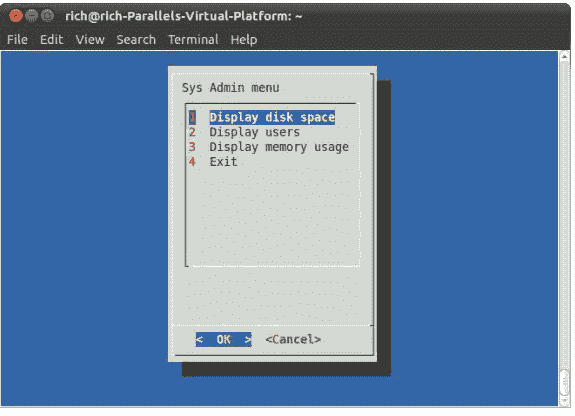 rich@rich-Parallels-Virtual-Platform: ~
File Edit View Search Terminal Help
Sys Admin menu
1 Display disk space
2 Display users
3 Display memory usage
4 Exit
< OK > <Cancel>